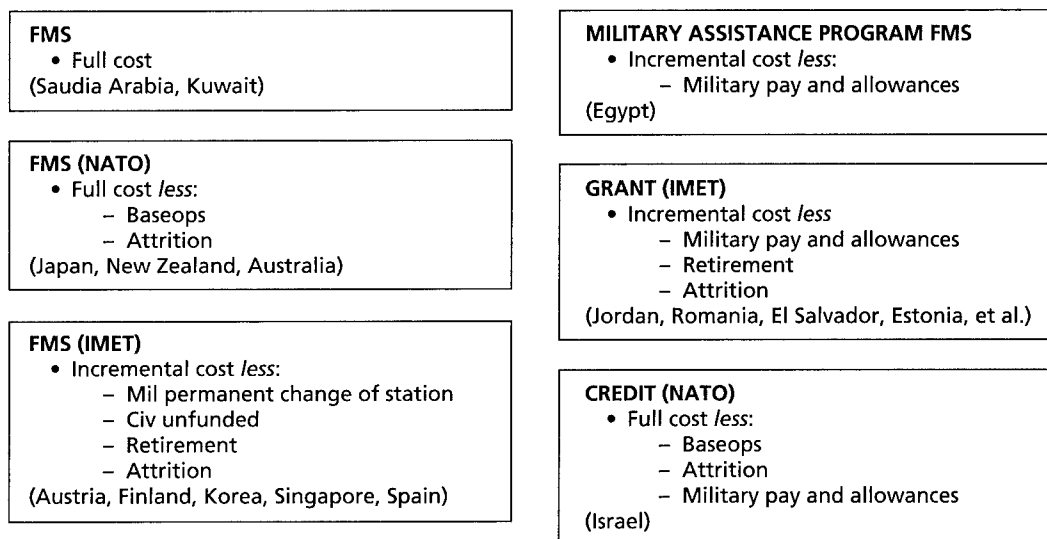 FMS
• Full cost
(Saudia Arabia, Kuwait)
FMS (NATO)
• Full cost less:
– Baseops
– Attrition
(Japan, New Zealand, Australia)
FMS (IMET)
• Incremental cost less:
– Mil permanent change of station
– Civ unfunded
– Retirement
– Attrition
(Austria, Finland, Korea, Singapore, Spain)
MILITARY ASSISTANCE PROGRAM FMS
• Incremental cost less:
– Military pay and allowances
(Egypt)
GRANT (IMET)
• Incremental cost less
– Military pay and allowances
– Retirement
– Attrition
(Jordan, Romania, El Salvador, Estonia, et al.)
CREDIT (NATO)
• Full cost less:
– Baseops
– Attrition
– Military pay and allowances
(Israel)